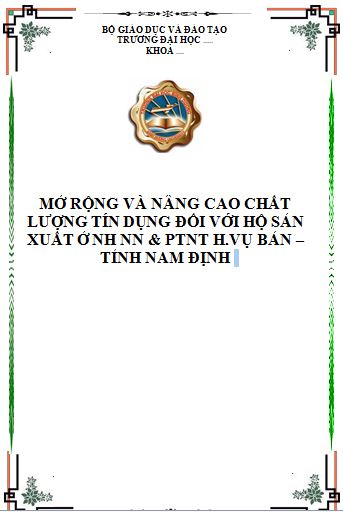 BỘ GIÁO DỤC VÀ ĐÀO TẠO
TRƯỜNG ĐẠI HỌC .....
KHOA ....
MỞ RỘNG VÀ NÂNG CAO CHẤT
LƯỢNG TÍN DỤNG ĐỐI VỚI HỘ SẢN
XUẤT Ở NH NN & PTNT H.VỤ BẢN –
TỈNH NAM ĐỊNH